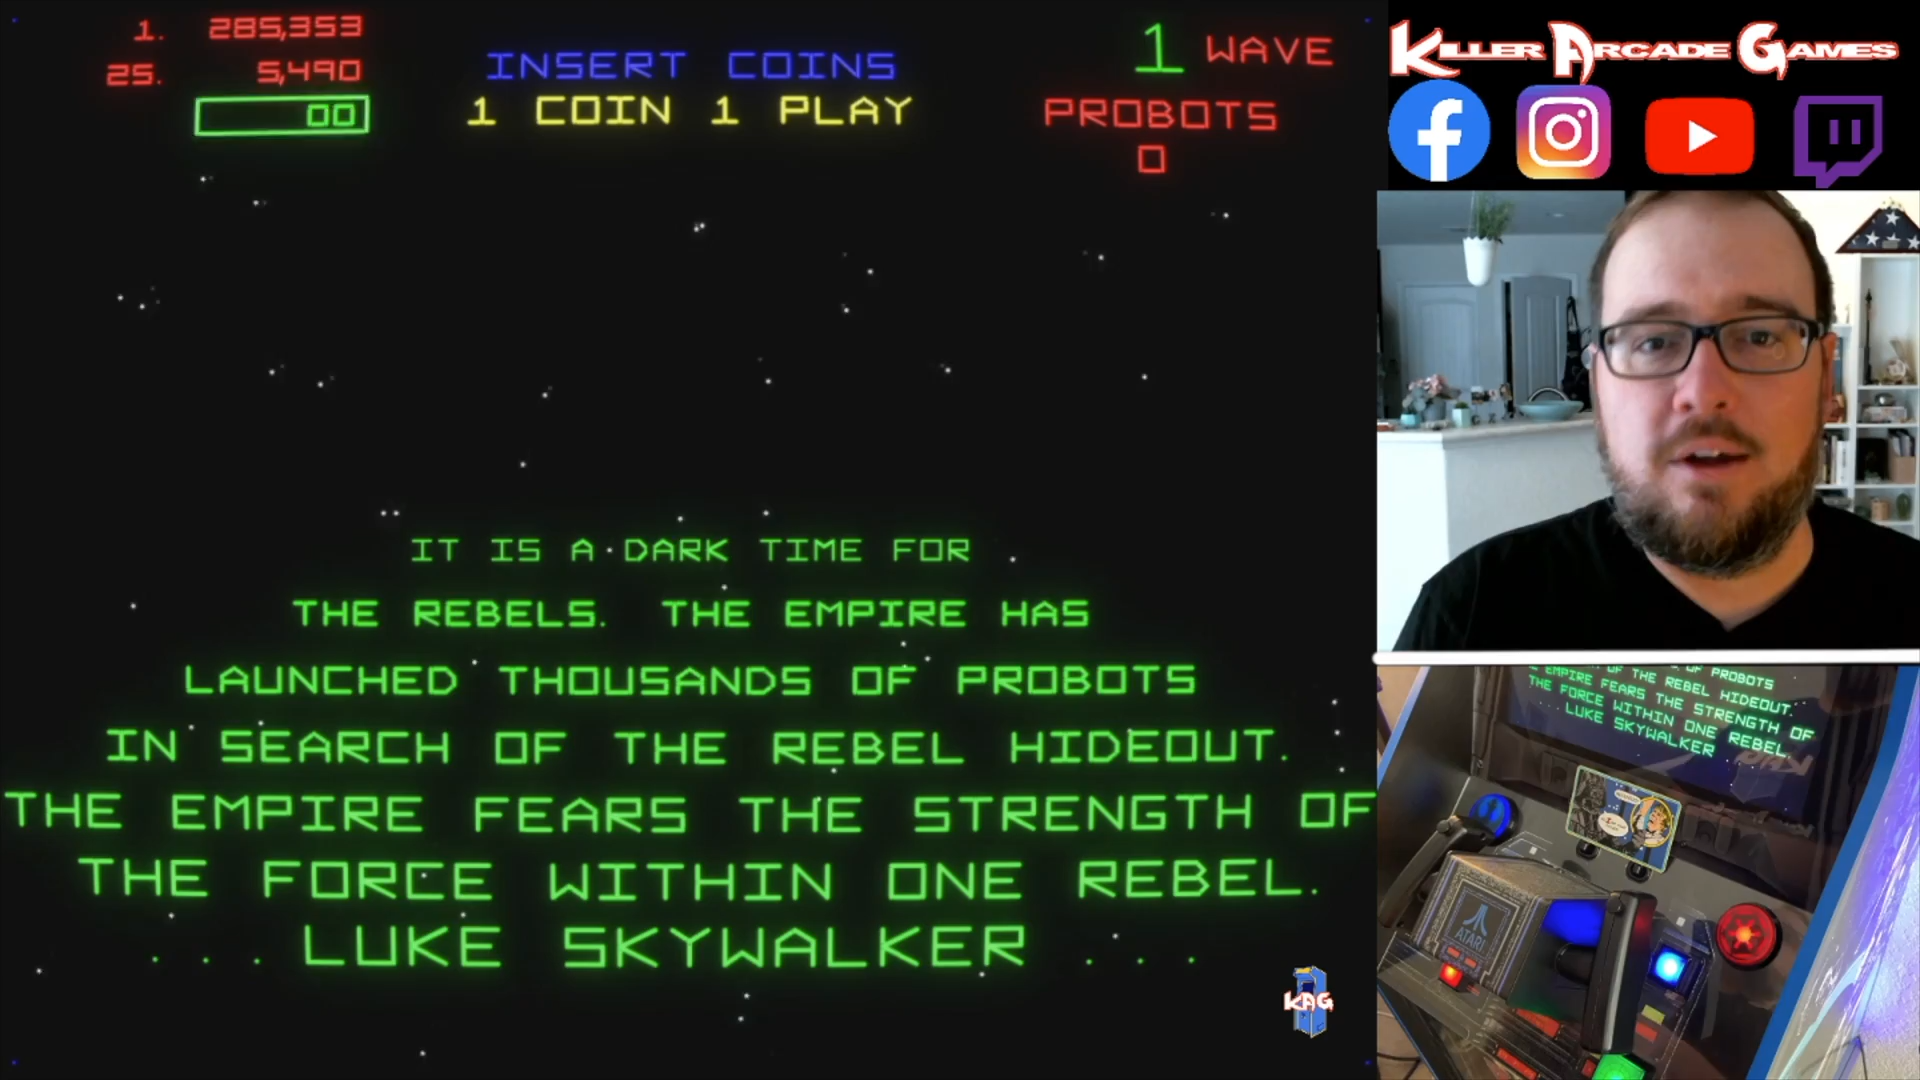 1. 285,353
25. 5,490
00
INSERT COINS
1 COIN 1 PLAY
1 WAVE
PROBOTS
0
IT IS A DARK TIME FOR
THE REBELS. THE EMPIRE HAS
LAUNCHED THOUSANDS OF PROBOTS
IN SEARCH OF THE REBEL HIDEOUT.
THE EMPIRE FEARS THE STRENGTH OF
THE FORCE WITHIN ONE REBEL.
. . . LUKE SKYWALKER . . .
KAG
KILLER ARCADE GAMES
OF PROBOTS
OF THE REBEL HIDEOUT.
EMPIRE FEARS THE STRENGTH OF
THE FORCE WITHIN ONE REBEL.
. . . LUKE SKYWALKER . . .
ATARI